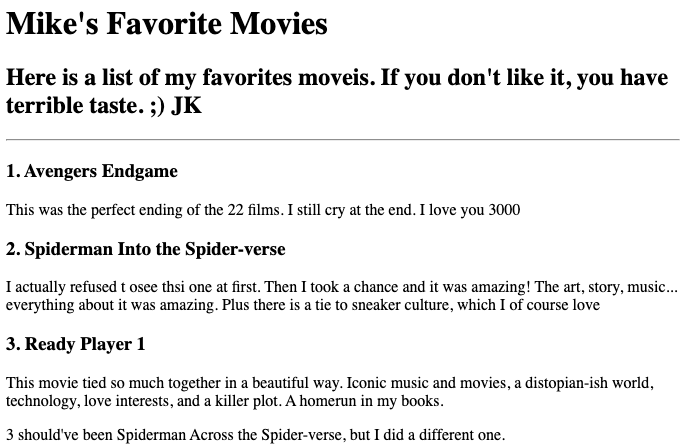 Mike's Favorite Movies
Here is a list of my favorites moveis. If you don't like it, you have
terrible taste. ;) JK
1. Avengers Endgame
This was the perfect ending of the 22 films. I still cry at the end. I love you 3000
2. Spiderman Into the Spider-verse
I actually refused t osee thsi one at first. Then I took a chance and it was amazing! The art, story, music...
everything about it was amazing. Plus there is a tie to sneaker culture, which I of course love
3. Ready Player 1
This movie tied so much together in a beautiful way. Iconic music and movies, a distopian-ish world,
technology, love interests, and a killer plot. A homerun in my books.
3 should've been Spiderman Across the Spider-verse, but I did a different one.